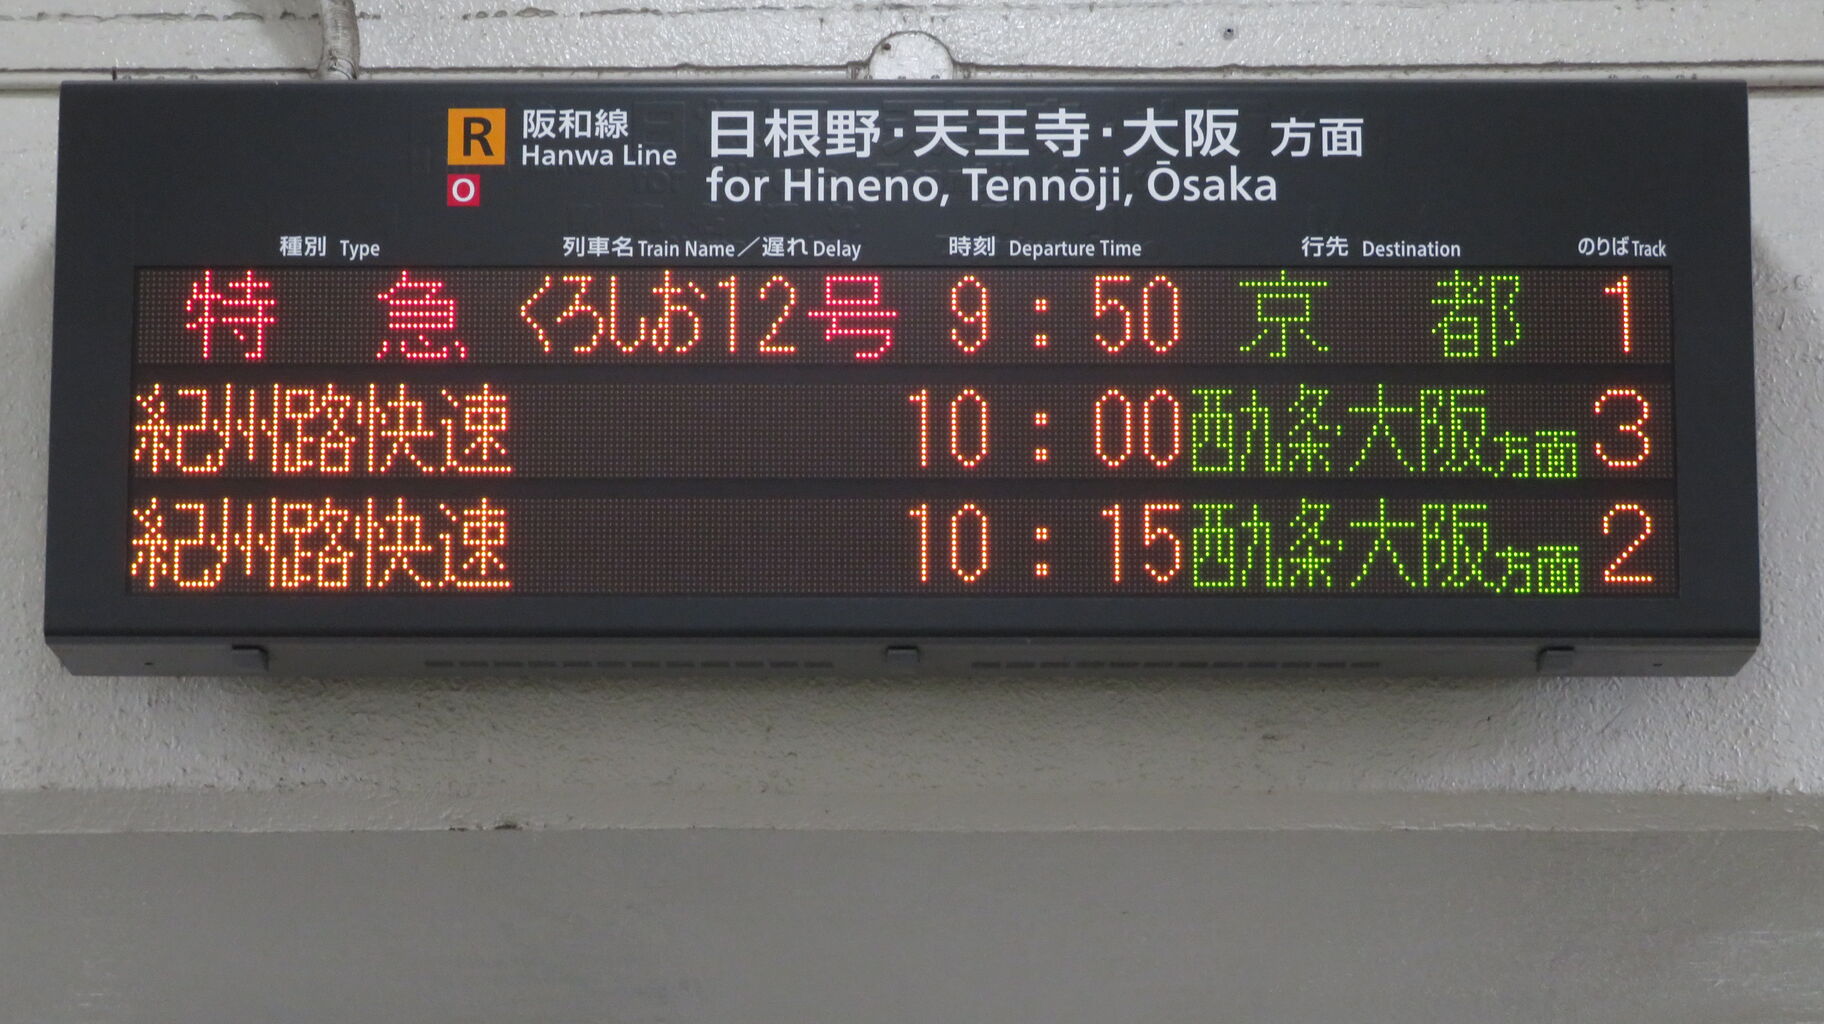 R 阪和線 日根野・天王寺・大阪 方面
O Hanwa Line for Hineno, Tennōji, Ōsaka
種別 Type 列車名 Train Name／遅れ Delay 時刻 Departure Time 行先 Destination のりば Track
特急 くろしお12号 9:50 京都 1
紀州路快速 10:00 西九条大阪方面 3
紀州路快速 10:15 西九条大阪方面 2